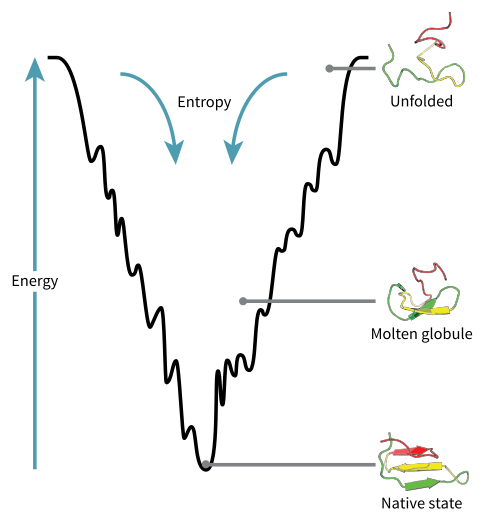 Entropy
Unfolded
Energy
Molten globule
Native state